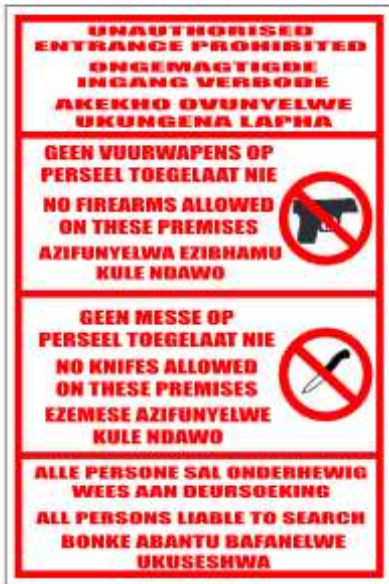 UNAUTHORISED
ENTRANCE PROHIBITED
ONGEMAGTIGDE
INGANG VERBODE
AKEKHO OVUNYELWE
UKUNGENA LAPHA
GEEN VUURWAPENS OP
PERSEEL TOEGELAAT NIE
NO FIREARMS ALLOWED
ON THESE PREMISES
AZIFUNYELWA EZIBHAMU
KULE NDAWO
GEEN MESSE OP
PERSEEL TOEGELAAT NIE
NO KNIFES ALLOWED
ON THESE PREMISES
EZEMESE AZIFUNYELWE
KULE NDAWO
ALLE PERSONE SAL ONDERHEWIG
WEES AAN DEURSOEKING
ALL PERSONS LIABLE TO SEARCH
BONKE ABANTU BAFANELWE
UKUSESHWA